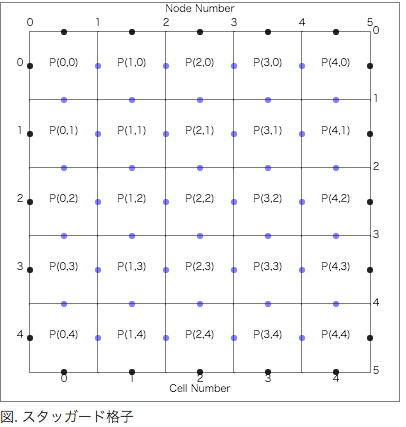 Node Number
0 1 2 3 4 5
0
0 P(0,0) P(1,0) P(2,0) P(3,0) P(4,0)
1
1 P(0,1) P(1,1) P(2,1) P(3,1) P(4,1)
2
2 P(0,2) P(1,2) P(2,2) P(3,2) P(4,2)
3
3 P(0,3) P(1,3) P(2,3) P(3,3) P(4,3)
4
4 P(0,4) P(1,4) P(2,4) P(3,4) P(4,4)
5
0 1 2 3 4
Cell Number
図. スタッガード格子